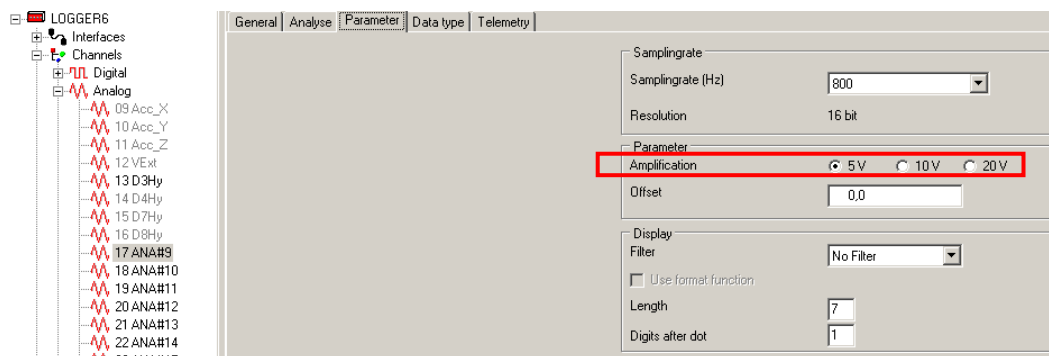 LOGGER6
Interfaces
Channels
Digital
Analog
09 Acc_X
10 Acc_Y
11 Acc_Z
12 VExt
13 D3Hy
14 D4Hy
15 D7Hy
16 D8Hy
17 ANA#9
18 ANA#10
19 ANA#11
20 ANA#12
21 ANA#13
22 ANA#14
General Analyse Parameter Data type Telemetry
Samplingrate
Samplingrate (Hz) 800
Resolution 16 bit
Parameter
Amplification 5 V 10 V 20 V
Offset 0,0
Display
Filter No Filter
Use format function
Length 7
Digits after dot 1